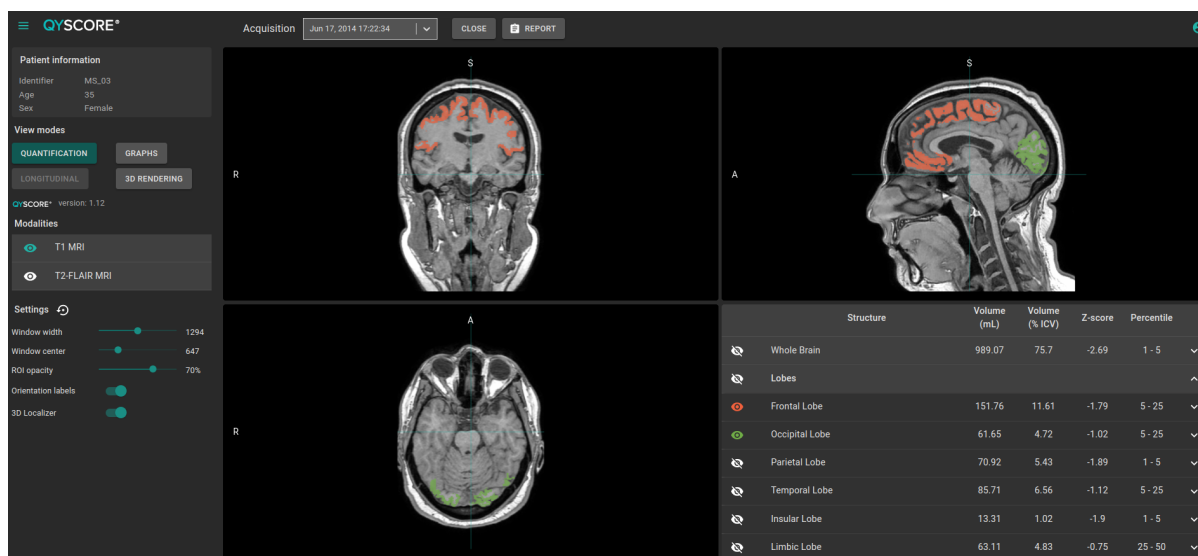 QYSCORE®
Acquisition
Jun 17, 2014 17:22:34
CLOSE
REPORT
Patient information
Identifier MS_03
Age 35
Sex Female
View modes
QUANTIFICATION GRAPHS
LONGITUDINAL 3D RENDERING
QYSCORE® version: 1.12
Modalities
T1 MRI
T2-FLAIR MRI
Settings
Window width 1294
Window center 647
ROI opacity 70%
Orientation labels
3D Localizer
S
R
S
A
A
R
Structure Volume (mL) Volume (% ICV) Z-score Percentile
Whole Brain 989.07 75.7 -2.69 1 - 5
Lobes
Frontal Lobe 151.76 11.61 -1.79 5 - 25
Occipital Lobe 61.65 4.72 -1.02 5 - 25
Parietal Lobe 70.92 5.43 -1.89 1 - 5
Temporal Lobe 85.71 6.56 -1.12 5 - 25
Insular Lobe 13.31 1.02 -1.9 1 - 5
Limbic Lobe 63.11 4.83 -0.75 25 - 50